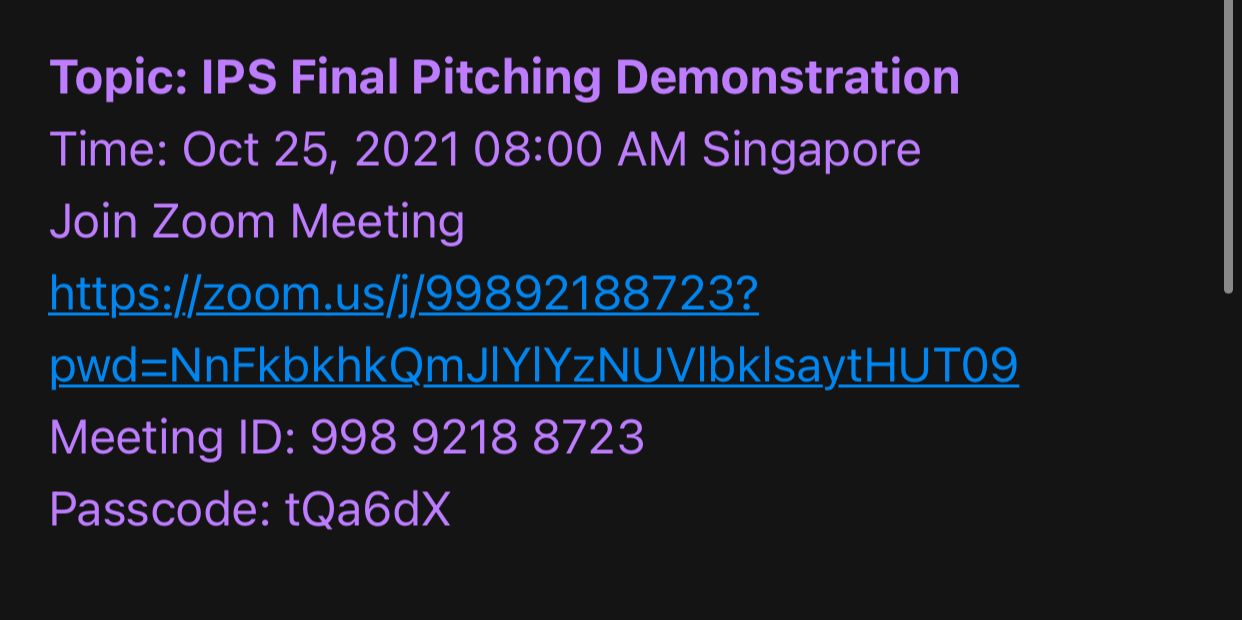 Topic: IPS Final Pitching Demonstration
Time: Oct 25, 2021 08:00 AM Singapore
Join Zoom Meeting
https://zoom.us/j/99892188723?
pwd=NnFkbkhkQmJlYlYzNUVlbklsaytHUT09
Meeting ID: 998 9218 8723
Passcode: tQa6dX